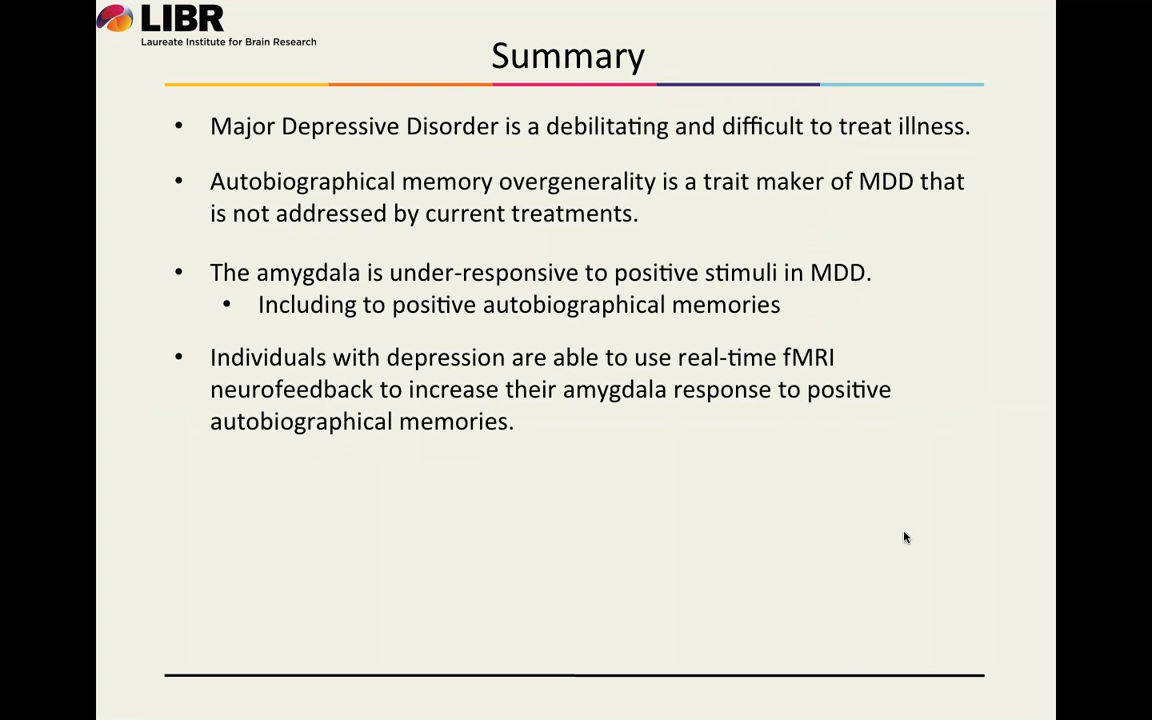 LIBR
Laureate Institute for Brain Research
Summary
• Major Depressive Disorder is a debilitating and difficult to treat illness.
• Autobiographical memory overgenerality is a trait maker of MDD that
is not addressed by current treatments.
• The amygdala is under-responsive to positive stimuli in MDD.
• Including to positive autobiographical memories
• Individuals with depression are able to use real-time fMRI
neurofeedback to increase their amygdala response to positive
autobiographical memories.